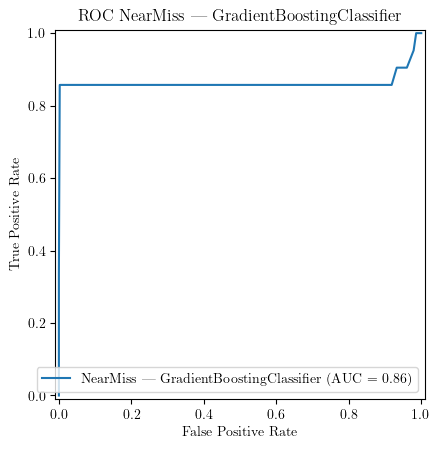 ROC NearMiss — GradientBoostingClassifier
1.0
0.8
0.6
0.4
0.2
0.0
True Positive Rate
NearMiss — GradientBoostingClassifier (AUC = 0.86)
0.0 0.2 0.4 0.6 0.8 1.0
False Positive Rate